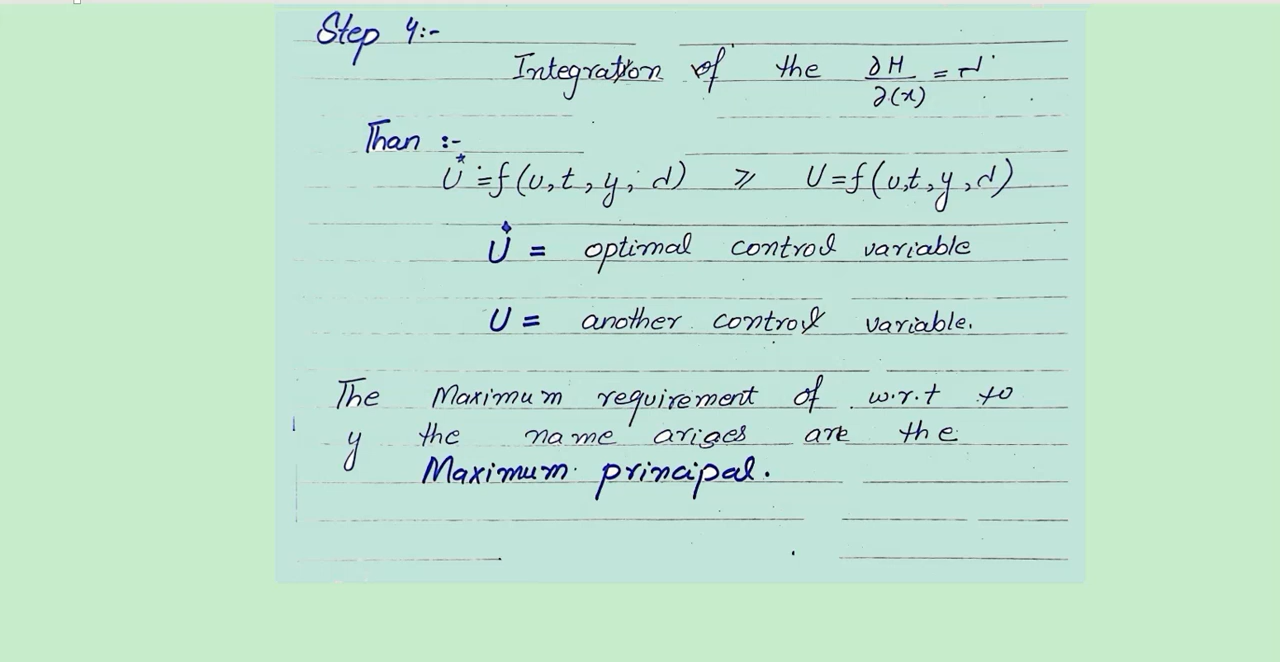 Step 4:-
Integration of the ∂H/∂(x) = λ̇
Than :-
U* = f(u,t,y,λ) ⩾ U = f(u,t,y,λ)
U* = optimal control variable
U = another control variable.
The Maximum requirement of w.r.t to
y the name arises are the
Maximum principal.